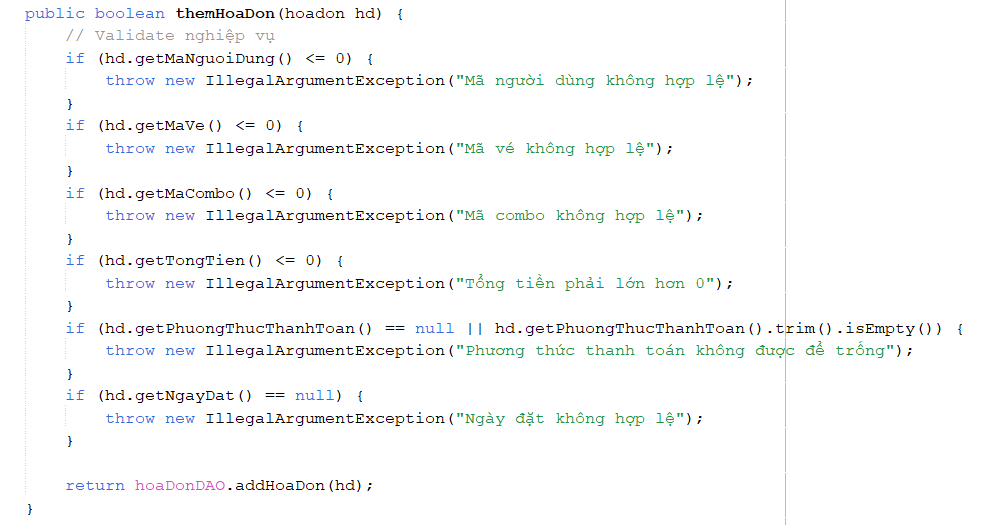 public boolean themHoaDon(hoadon hd) {
// Validate nghiệp vụ
if (hd.getMaNguoiDung() <= 0) {
throw new IllegalArgumentException("Mã người dùng không hợp lệ");
}
if (hd.getMaVe() <= 0) {
throw new IllegalArgumentException("Mã vé không hợp lệ");
}
if (hd.getMaCombo() <= 0) {
throw new IllegalArgumentException("Mã combo không hợp lệ");
}
if (hd.getTongTien() <= 0) {
throw new IllegalArgumentException("Tổng tiền phải lớn hơn 0");
}
if (hd.getPhuongThucThanhToan() == null || hd.getPhuongThucThanhToan().trim().isEmpty()) {
throw new IllegalArgumentException("Phương thức thanh toán không được để trống");
}
if (hd.getNgayDat() == null) {
throw new IllegalArgumentException("Ngày đặt không hợp lệ");
}
return hoaDonDAO.addHoaDon(hd);
}